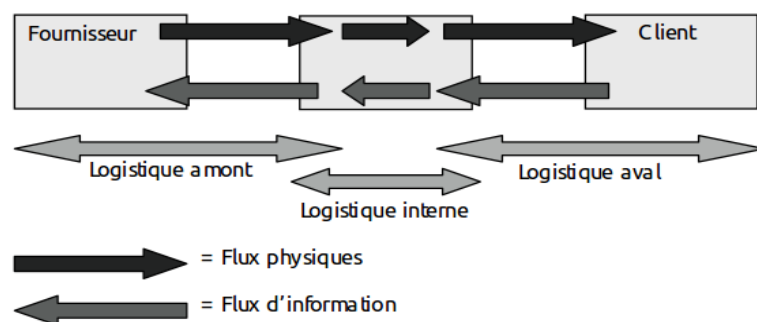 Fournisseur
Client
Logistique amont
Logistique aval
Logistique interne
= Flux physiques
= Flux d'information